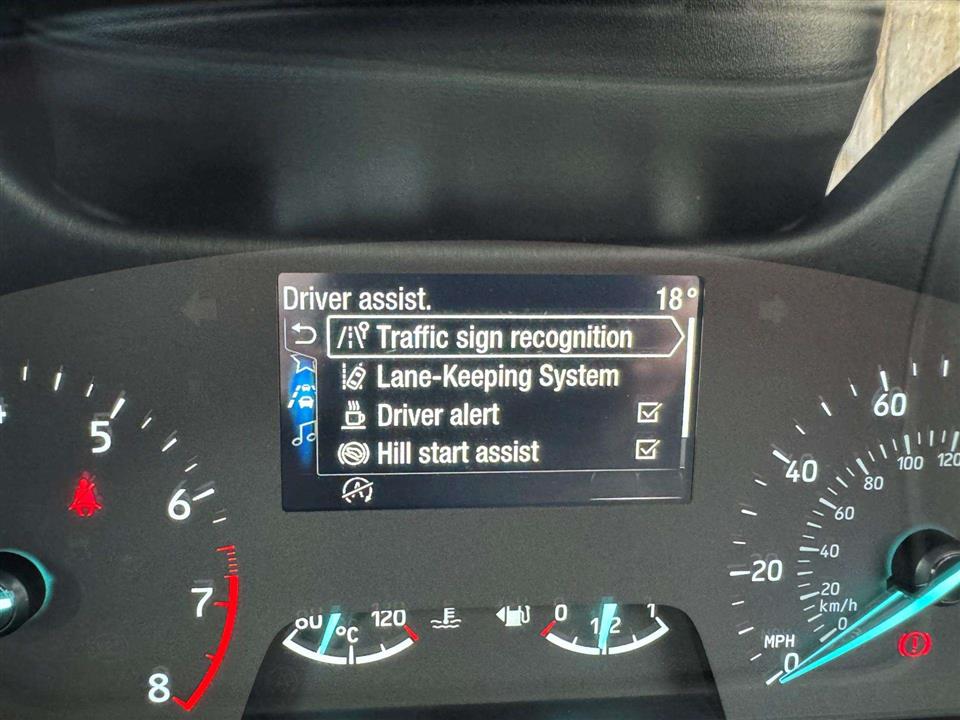 Driver assist. 18°
Traffic sign recognition
Lane-Keeping System
Driver alert
Hill start assist
5
6
7
8
120
°C
0
1/2
1
60
40
20
0
MPH
120
100
80
60
40
20
0
km/h